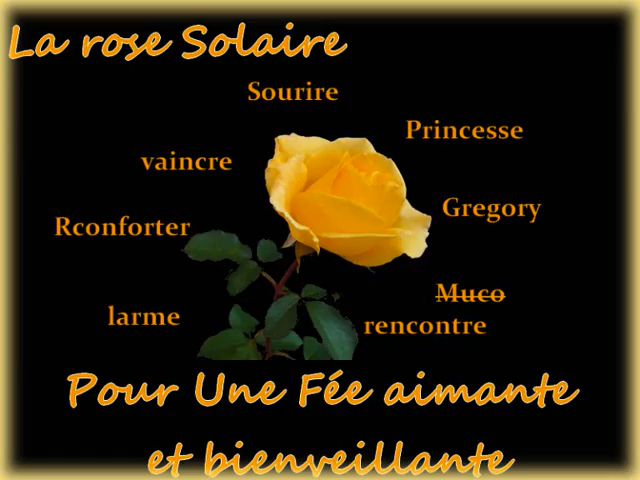 La rose Solaire
Sourire
Princesse
vaincre
Gregory
Rconforter
Muco
larme
rencontre
Pour Une Fée aimante
et bienveillante